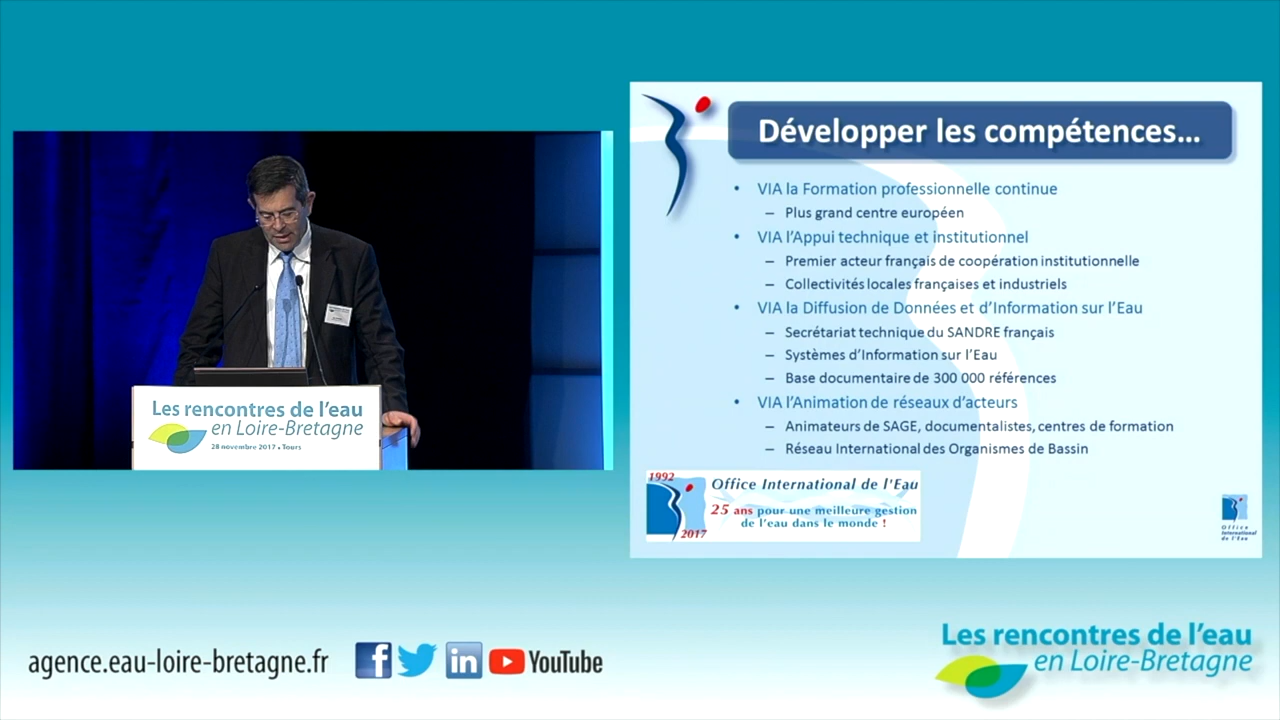 Développer les compétences...
• VIA la Formation professionnelle continue
– Plus grand centre européen
• VIA l'Appui technique et institutionnel
– Premier acteur français de coopération institutionnelle
– Collectivités locales françaises et industriels
• VIA la Diffusion de Données et d'Information sur l'Eau
– Secrétariat technique du SANDRE français
– Systèmes d'Information sur l'Eau
– Base documentaire de 300 000 références
• VIA l'Animation de réseaux d'acteurs
– Animateurs de SAGE, documentalistes, centres de formation
– Réseau International des Organismes de Bassin
1992
Office International de l'Eau
25 ans pour une meilleure gestion
de l'eau dans le monde !
2017
Office
International
de l'Eau
Les rencontres de l'eau
en Loire-Bretagne
28 novembre 2017 • Tours
agence.eau-loire-bretagne.fr
f
in
YouTube
Les rencontres de l'eau
en Loire-Bretagne